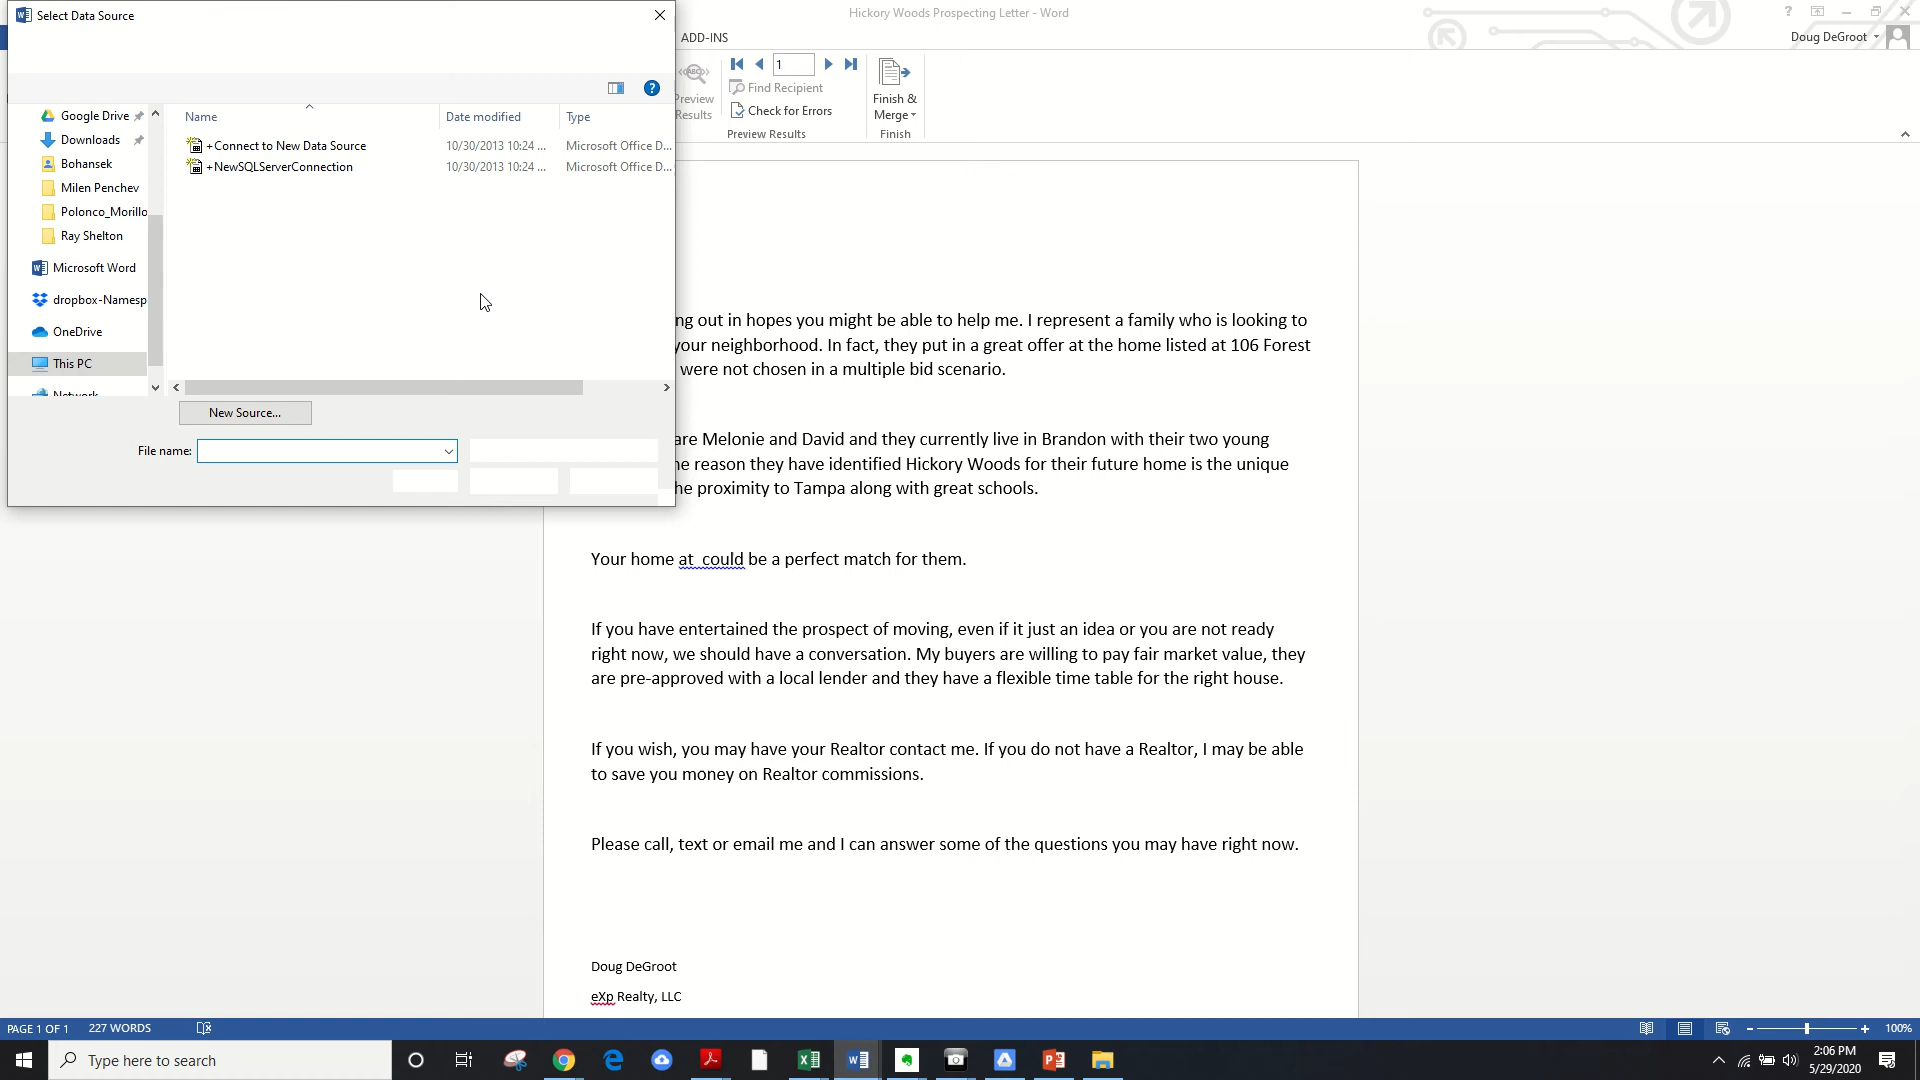 Select Data Source
Hickory Woods Prospecting Letter - Word
ADD-INS
Doug DeGroot
1
Find Recipient
Preview
Results
Check for Errors
Finish &
Merge
Preview Results
Finish
Google Drive
Downloads
Bohansek
Milen Penchev
Polonco_Morillo
Ray Shelton
Microsoft Word
dropbox-Namesp
OneDrive
This PC
Network
Name
Date modified
Type
+Connect to New Data Source
10/30/2013 10:24 ...
Microsoft Office D...
+NewSQLServerConnection
10/30/2013 10:24 ...
Microsoft Office D...
New Source...
File name:
ng out in hopes you might be able to help me. I represent a family who is looking to
your neighborhood. In fact, they put in a great offer at the home listed at 106 Forest
were not chosen in a multiple bid scenario.
are Melonie and David and they currently live in Brandon with their two young
he reason they have identified Hickory Woods for their future home is the unique
he proximity to Tampa along with great schools.
Your home at  could be a perfect match for them.
If you have entertained the prospect of moving, even if it just an idea or you are not ready
right now, we should have a conversation. My buyers are willing to pay fair market value, they
are pre-approved with a local lender and they have a flexible time table for the right house.
If you wish, you may have your Realtor contact me. If you do not have a Realtor, I may be able
to save you money on Realtor commissions.
Please call, text or email me and I can answer some of the questions you may have right now.
Doug DeGroot
eXp Realty, LLC
PAGE 1 OF 1
227 WORDS
100%
Type here to search
2:06 PM
5/29/2020